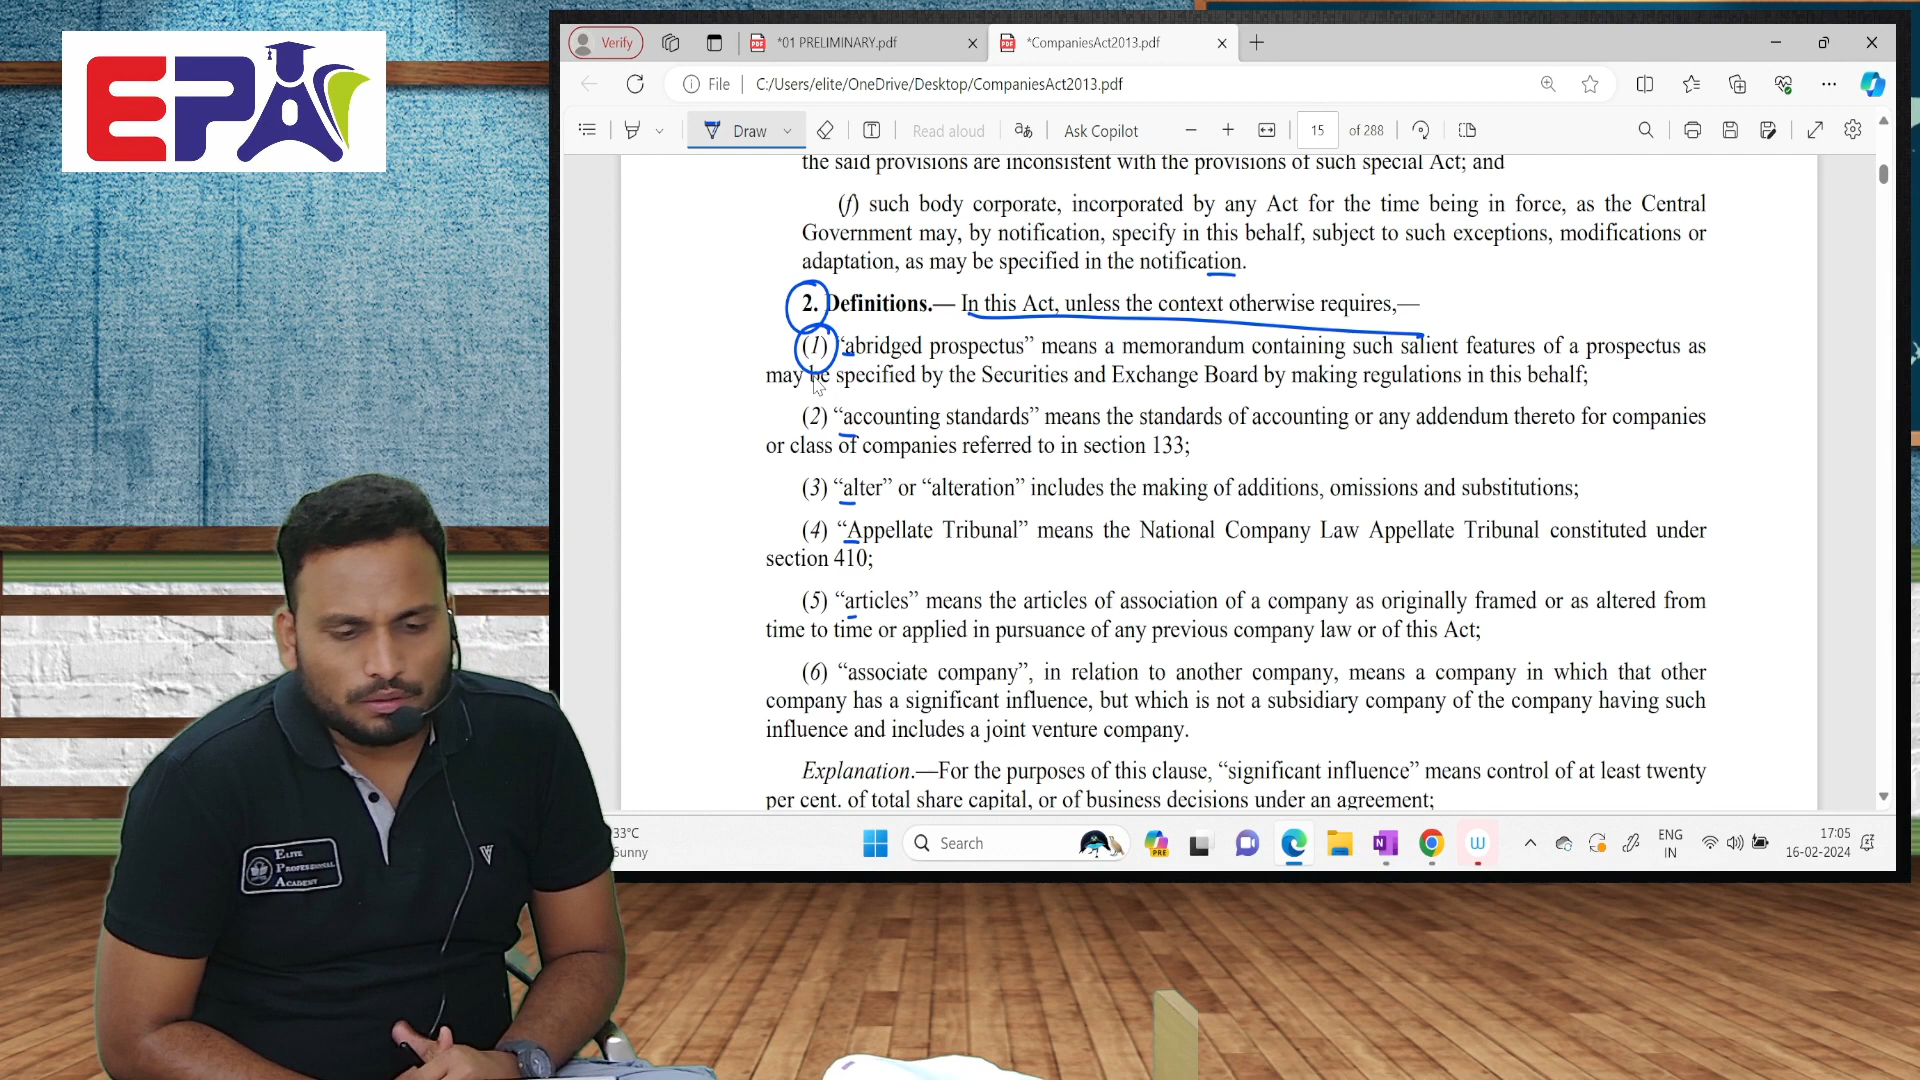 EPA
Verify
*01 PRELIMINARY.pdf
*CompaniesAct2013.pdf
File
C:/Users/elite/OneDrive/Desktop/CompaniesAct2013.pdf
Draw
Read aloud
Ask Copilot
15
of 288
the said provisions are inconsistent with the provisions of such special Act; and
(f) such body corporate, incorporated by any Act for the time being in force, as the Central
Government may, by notification, specify in this behalf, subject to such exceptions, modifications or
adaptation, as may be specified in the notification.
2. Definitions.— In this Act, unless the context otherwise requires,—
(1) “abridged prospectus” means a memorandum containing such salient features of a prospectus as
may be specified by the Securities and Exchange Board by making regulations in this behalf;
(2) “accounting standards” means the standards of accounting or any addendum thereto for companies
or class of companies referred to in section 133;
(3) “alter” or “alteration” includes the making of additions, omissions and substitutions;
(4) “Appellate Tribunal” means the National Company Law Appellate Tribunal constituted under
section 410;
(5) “articles” means the articles of association of a company as originally framed or as altered from
time to time or applied in pursuance of any previous company law or of this Act;
(6) “associate company”, in relation to another company, means a company in which that other
company has a significant influence, but which is not a subsidiary company of the company having such
influence and includes a joint venture company.
Explanation.—For the purposes of this clause, “significant influence” means control of at least twenty
per cent. of total share capital, or of business decisions under an agreement;
33°C
Sunny
Search
PRE
ENG
IN
17:05
16-02-2024
ELITE
PROFESSIONAL
ACADEMY